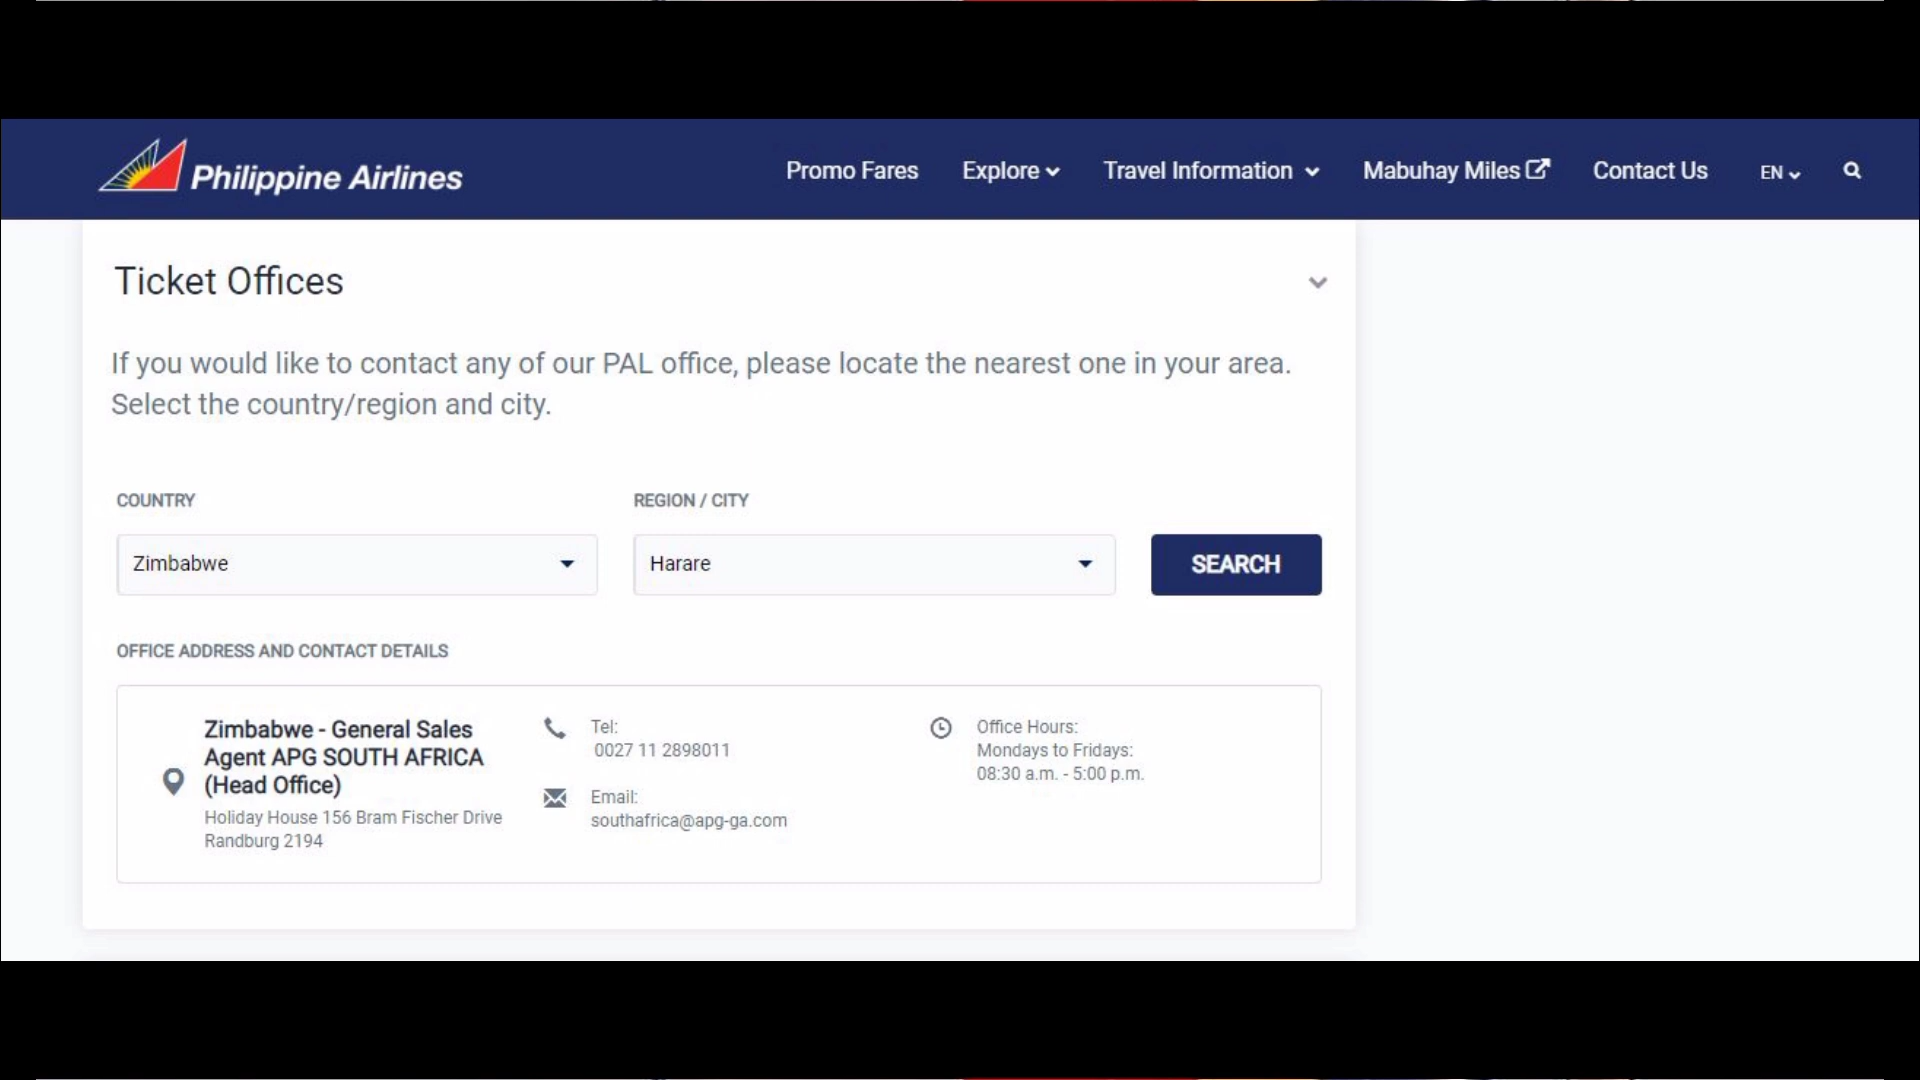 Philippine Airlines
Promo Fares Explore Travel Information Mabuhay Miles Contact Us EN
Ticket Offices
If you would like to contact any of our PAL office, please locate the nearest one in your area.
Select the country/region and city.
COUNTRY REGION / CITY
Zimbabwe Harare SEARCH
OFFICE ADDRESS AND CONTACT DETAILS
Zimbabwe - General Sales
Agent APG SOUTH AFRICA
(Head Office)
Holiday House 156 Bram Fischer Drive
Randburg 2194
Tel:
0027 11 2898011
Email:
southafrica@apg-ga.com
Office Hours:
Mondays to Fridays:
08:30 a.m. - 5:00 p.m.